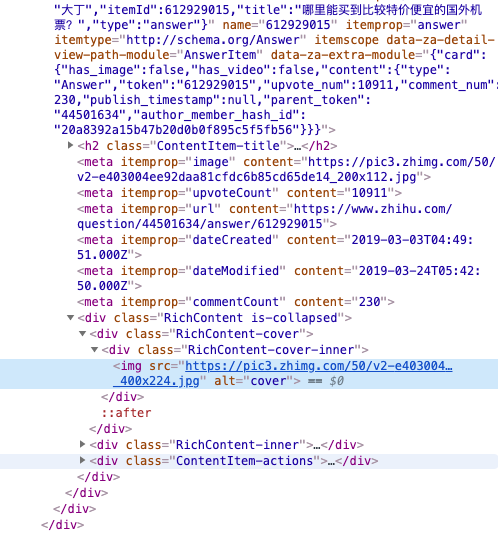 "大丁","itemId":612929015,"title":"哪里能买到比较特价便宜的国外机
票？","type":"answer"}" name="612929015" itemprop="answer"
itemtype="http://schema.org/Answer" itemscope data-za-detail-
view-path-module="AnswerItem" data-za-extra-module="{"card":
{"has_image":false,"has_video":false,"content":{"type":
"Answer","token":"612929015","upvote_num":10911,"comment_num":
230,"publish_timestamp":null,"parent_token":
"44501634","author_member_hash_id":
"20a8392a15b47b20d0b0f895c5f5fb56"}}}">
▶<h2 class="ContentItem-title">…</h2>
<meta itemprop="image" content="https://pic3.zhimg.com/50/
v2-e403004ee92daa81cfdc6b85cd65de14_200x112.jpg">
<meta itemprop="upvoteCount" content="10911">
<meta itemprop="url" content="https://www.zhihu.com/
question/44501634/answer/612929015">
<meta itemprop="dateCreated" content="2019-03-03T04:49:
51.000Z">
<meta itemprop="dateModified" content="2019-03-24T05:42:
50.000Z">
<meta itemprop="commentCount" content="230">
▼<div class="RichContent is-collapsed">
▼<div class="RichContent-cover">
▼<div class="RichContent-cover-inner">
<img src="https://pic3.zhimg.com/50/v2-e403004…
_400x224.jpg" alt="cover"> == $0
</div>
::after
</div>
▶<div class="RichContent-inner">…</div>
▶<div class="ContentItem-actions">…</div>
</div>
</div>
</div>
</div>